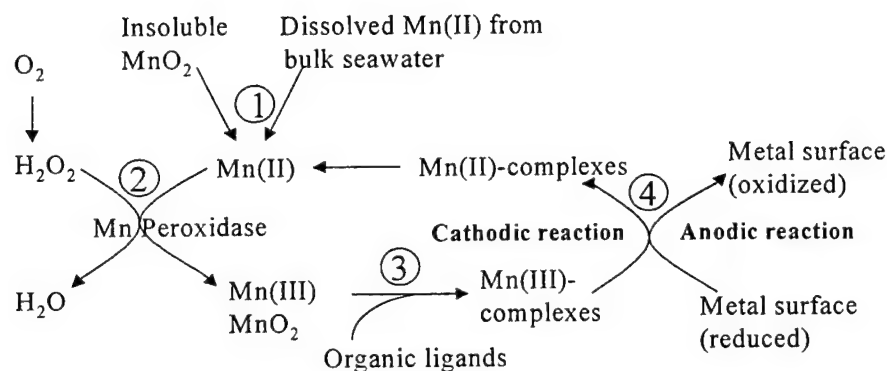 Insoluble
MnO₂
Dissolved Mn(II) from
bulk seawater
O₂
①
H₂O₂
②
Mn(II)
Mn(II)-complexes
④
Metal surface
(oxidized)
Mn Peroxidase
Cathodic reaction
Anodic reaction
③
H₂O
Mn(III)
MnO₂
Mn(III)-
complexes
Metal surface
(reduced)
Organic ligands